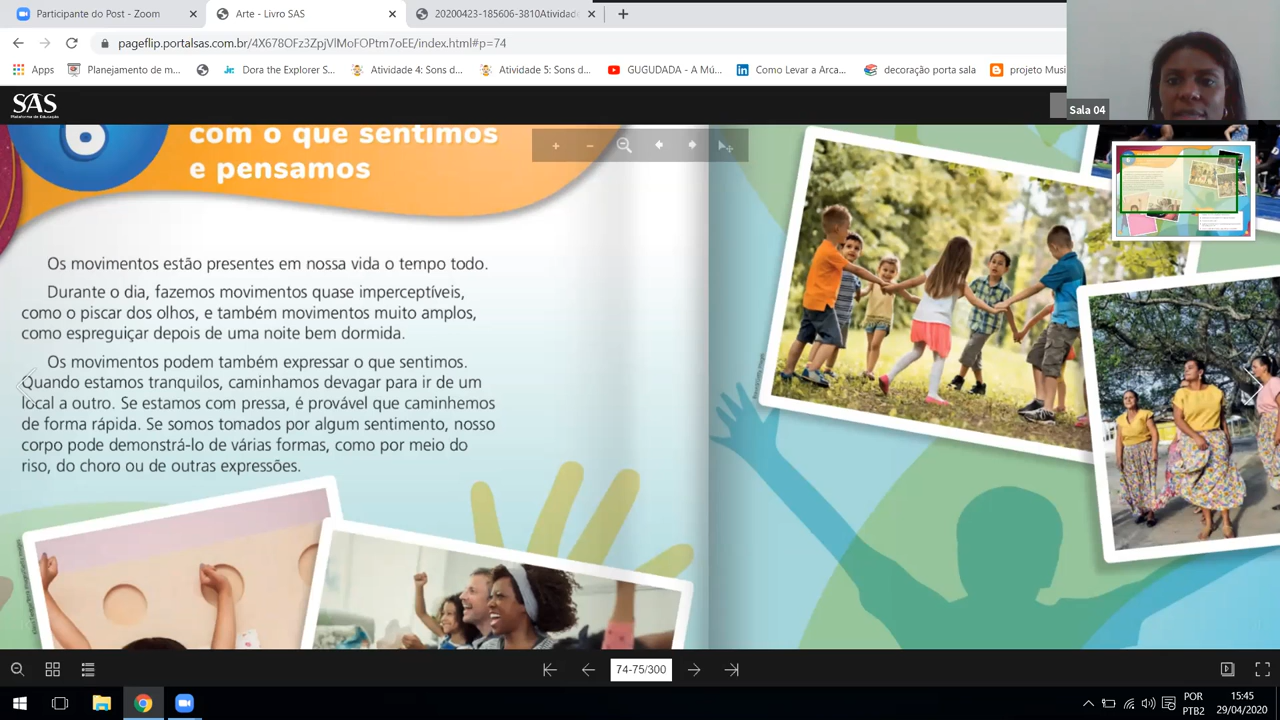 Participante do Post - Zoom
Arte - Livro SAS
20200423-185606-3810Atividade
pageflip.portalsas.com.br/4X678OFz3ZpjVlMoFOPtm7oEE/index.html#p=74
Apps
Planejamento de m...
Dora the Explorer S...
Atividade 4: Sons d...
Atividade 5: Sons d...
GUGUDADA - A Mú...
Como Levar a Arca...
decoração porta sala
projeto Musi
Sala 04
SAS
Plataforma de Educação
6
com o que sentimos
e pensamos
Os movimentos estão presentes em nossa vida o tempo todo.
Durante o dia, fazemos movimentos quase imperceptíveis,
como o piscar dos olhos, e também movimentos muito amplos,
como espreguiçar depois de uma noite bem dormida.
Os movimentos podem também expressar o que sentimos.
Quando estamos tranquilos, caminhamos devagar para ir de um
local a outro. Se estamos com pressa, é provável que caminhemos
de forma rápida. Se somos tomados por algum sentimento, nosso
corpo pode demonstrá-lo de várias formas, como por meio do
riso, do choro ou de outras expressões.
74-75/300
POR
PTB2
15:45
29/04/2020